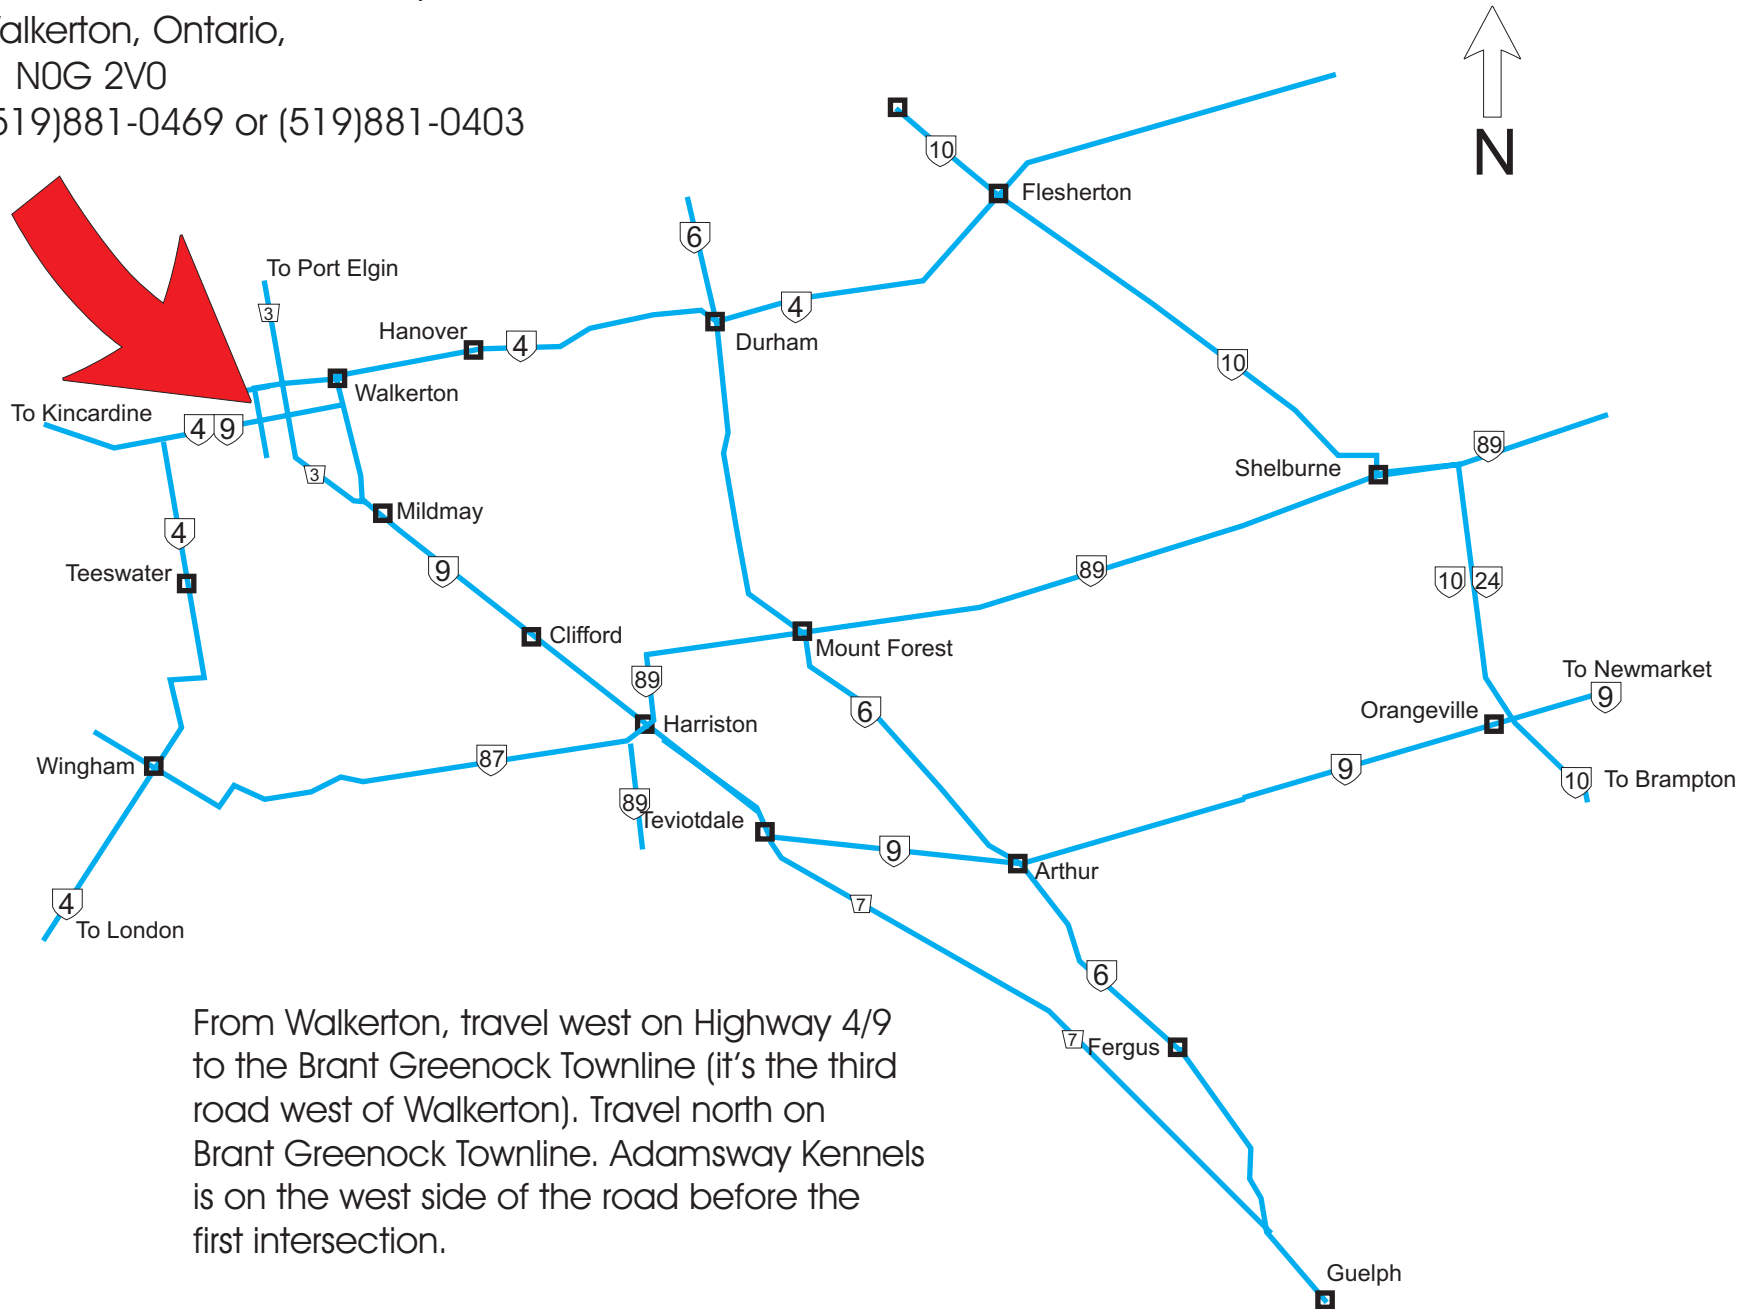 alkerton, Ontario,
N0G 2V0
519)881-0469 or (519)881-0403
N
10
Flesherton
6
To Port Elgin
3
4
Hanover
4
Durham
10
Walkerton
To Kincardine
4 9
89
Shelburne
3
Mildmay
4
9
89
Teeswater
10 24
Clifford
Mount Forest
89
To Newmarket
9
6
Orangeville
Harriston
87
Wingham
9
10
To Brampton
89
Teviotdale
9
Arthur
4
7
To London
6
7
Fergus
From Walkerton, travel west on Highway 4/9
to the Brant Greenock Townline (it's the third
road west of Walkerton). Travel north on
Brant Greenock Townline. Adamsway Kennels
is on the west side of the road before the
first intersection.
Guelph